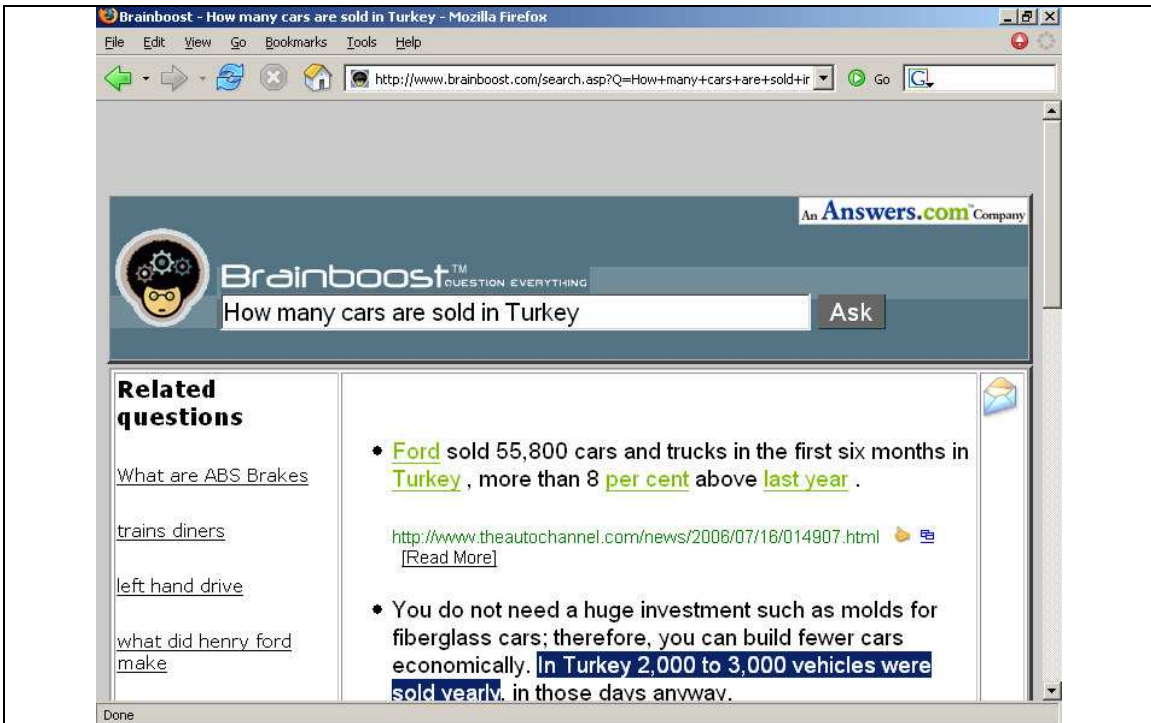 Brainboost - How many cars are sold in Turkey - Mozilla Firefox
File Edit View Go Bookmarks Tools Help
http://www.brainboost.com/search.asp?Q=How+many+cars+are+sold+ir Go G
An Answers.com™ Company
Brainboost™
QUESTION EVERYTHING
How many cars are sold in Turkey Ask
Related
questions
What are ABS Brakes
trains diners
left hand drive
what did henry ford
make
• Ford sold 55,800 cars and trucks in the first six months in
Turkey , more than 8 per cent above last year .
http://www.theautochannel.com/news/2006/07/16/014907.html
[Read More]
• You do not need a huge investment such as molds for
fiberglass cars; therefore, you can build fewer cars
economically. In Turkey 2,000 to 3,000 vehicles were
sold yearly, in those days anyway.
Done